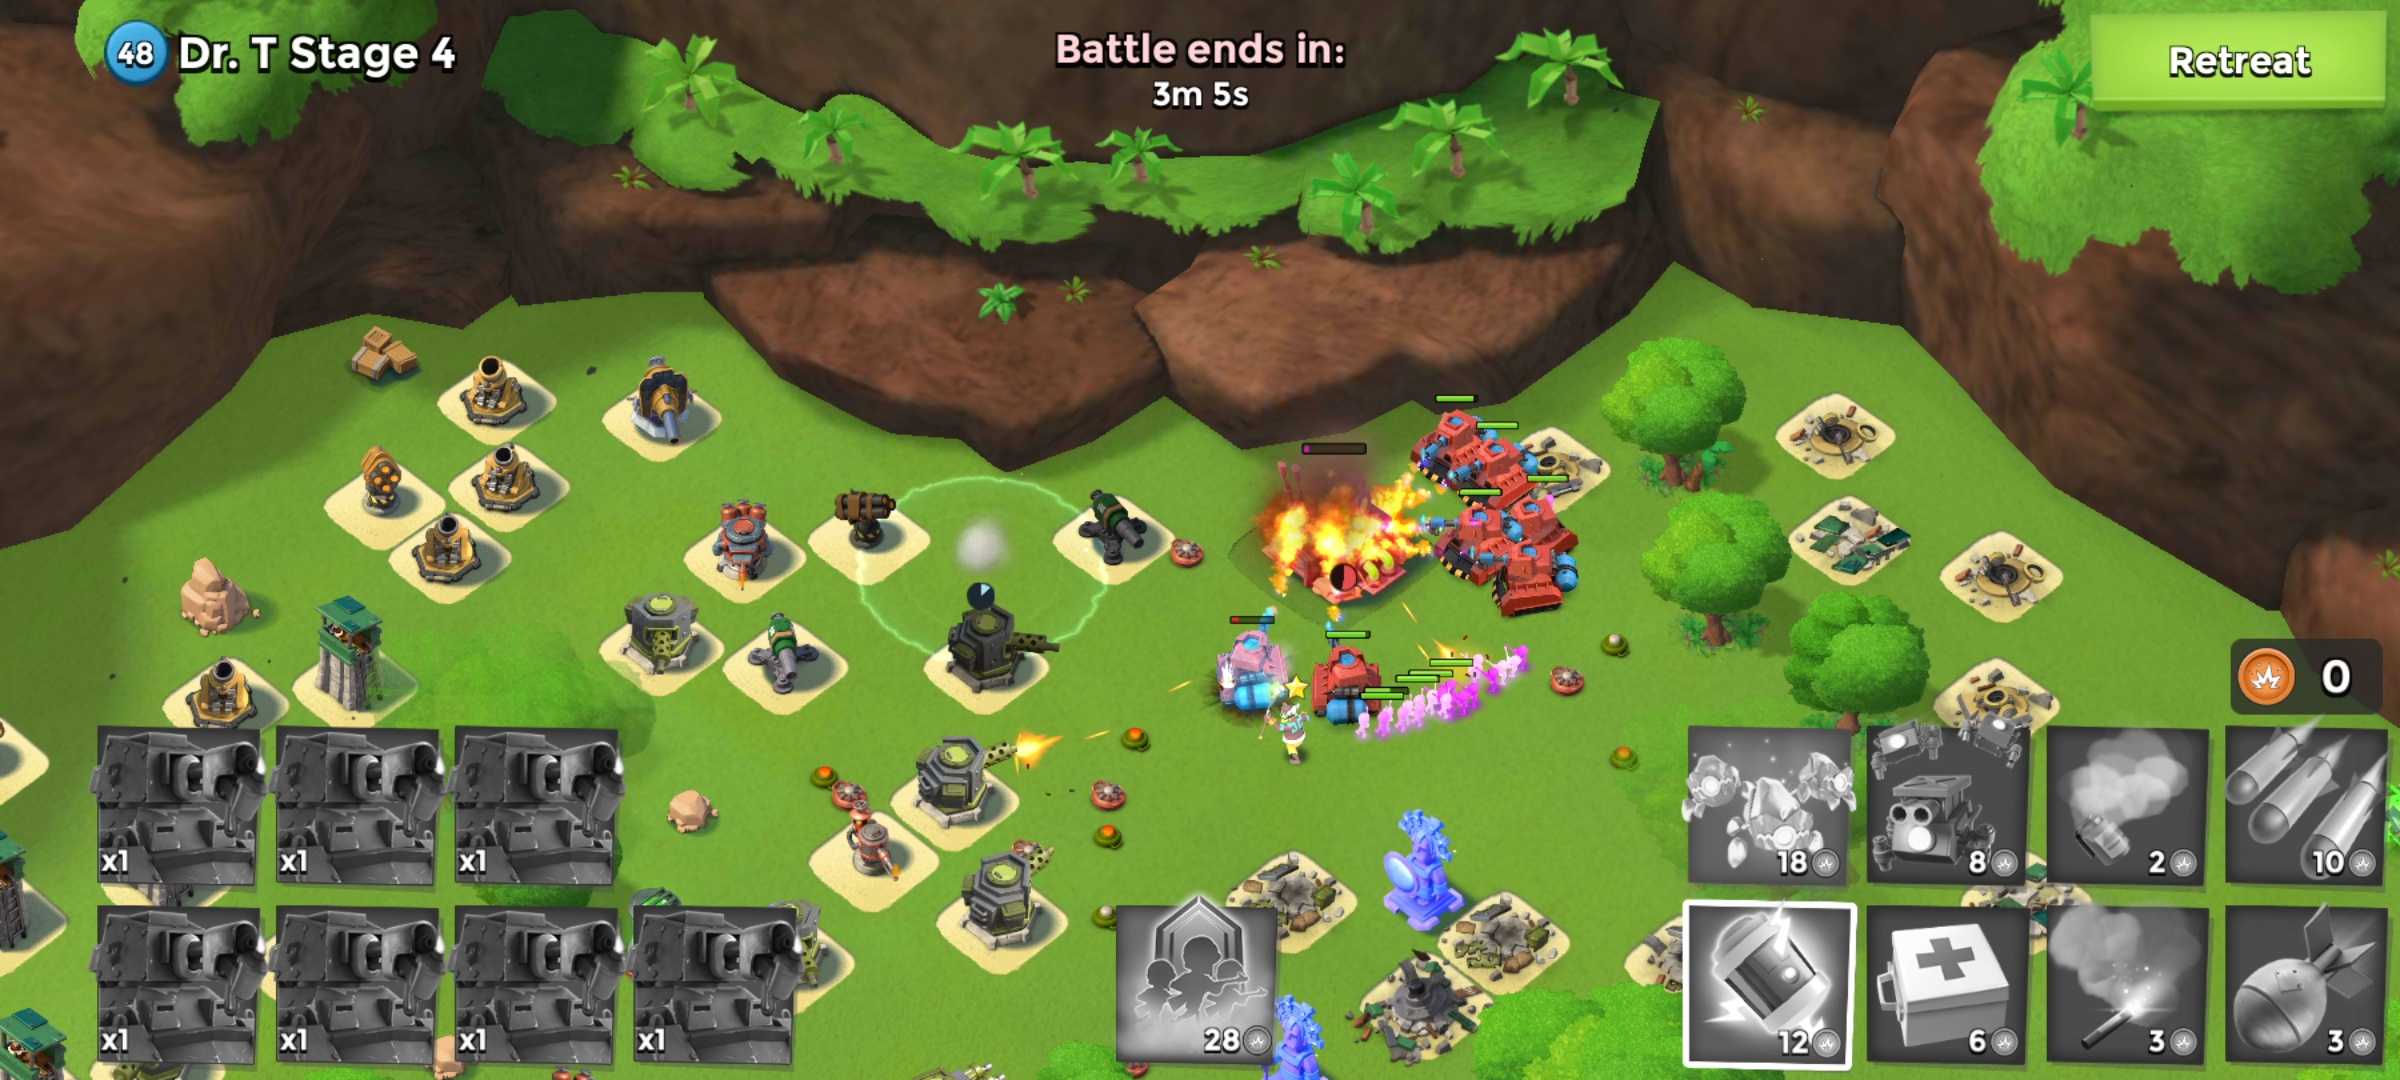 48 Dr. T Stage 4
Battle ends in:
3m 5s
Retreat
0
x1
x1
x1
18
8
2
10
x1
x1
x1
x1
28
12
6
3
3